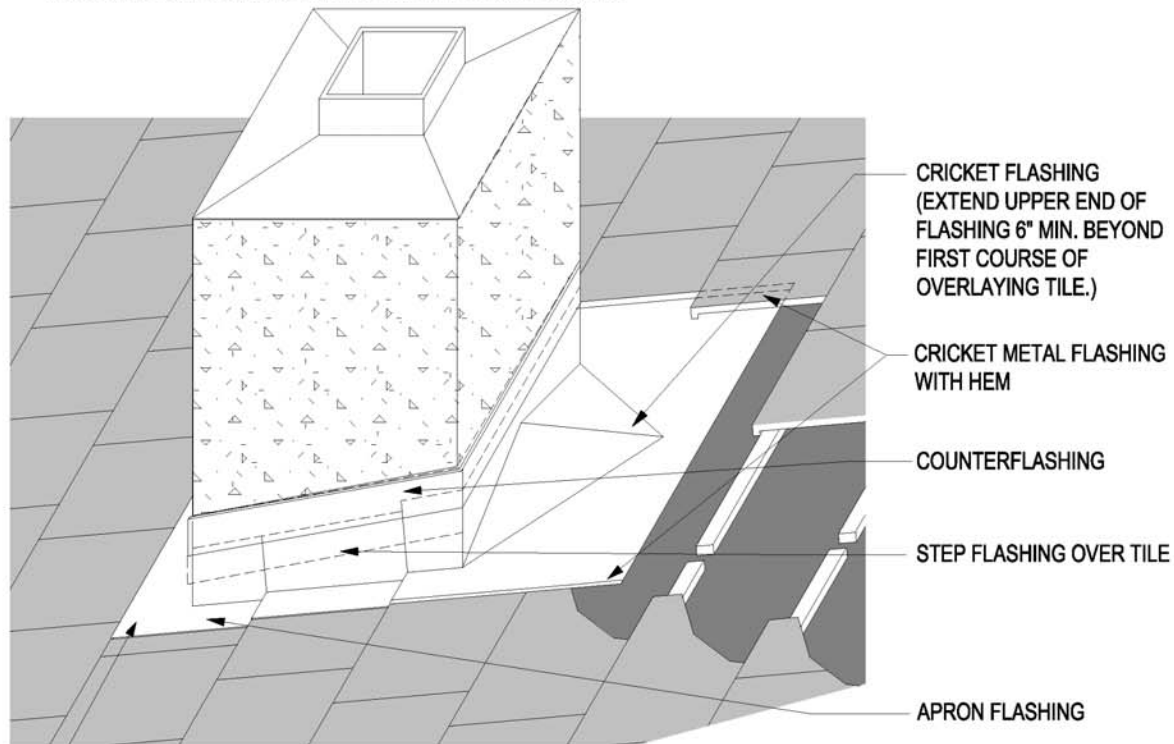 CRICKET FLASHING
(EXTEND UPPER END OF
FLASHING 6" MIN. BEYOND
FIRST COURSE OF
OVERLAYING TILE.)
CRICKET METAL FLASHING
WITH HEM
COUNTERFLASHING
STEP FLASHING OVER TILE
APRON FLASHING